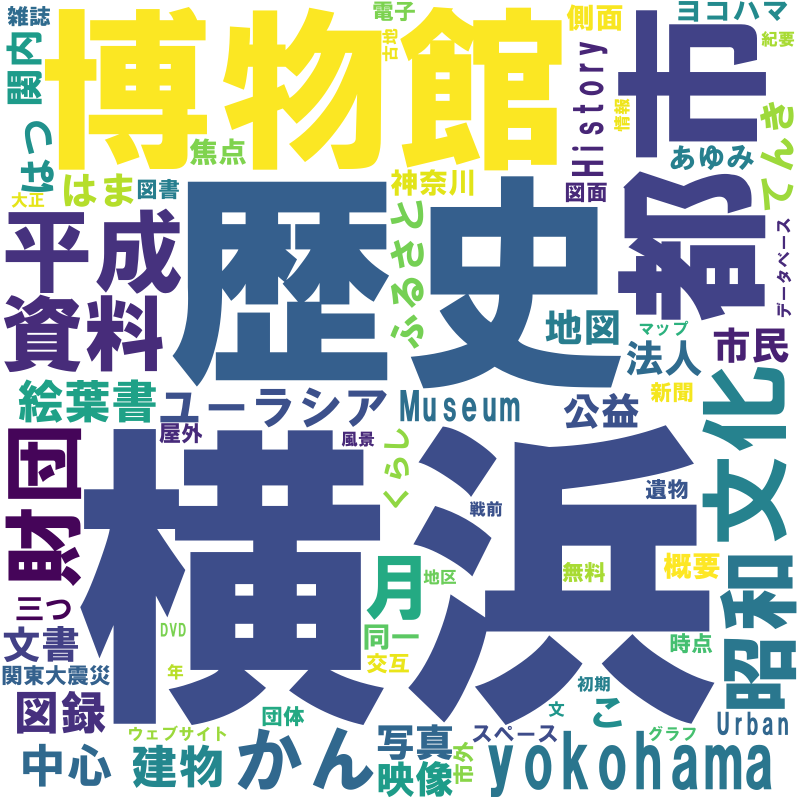 雑誌
電子
側面
ヨコハマ
博物館
都市
古地
紀要
関内
History
情報
てんき
はっ
焦点
あゆみ
はま
図書
神奈川
図面
大正
平成
歴史
ふるさと
データベース
資料
地図
マップ
市民
法人
絵葉書
ユーラシア
Museum
公益
新聞
文化
屋外
風景
くらし
財団
横浜
戦前
遺物
昭和
月
地区
無料
概要
三つ
DVD
同一
時点
文書
交互
関東大震災
年
初期
図録
団体
文
こ
Urban
ウェブサイト
かん
写真
スペース
グラフ
中心
建物
映像
市外
yokohama